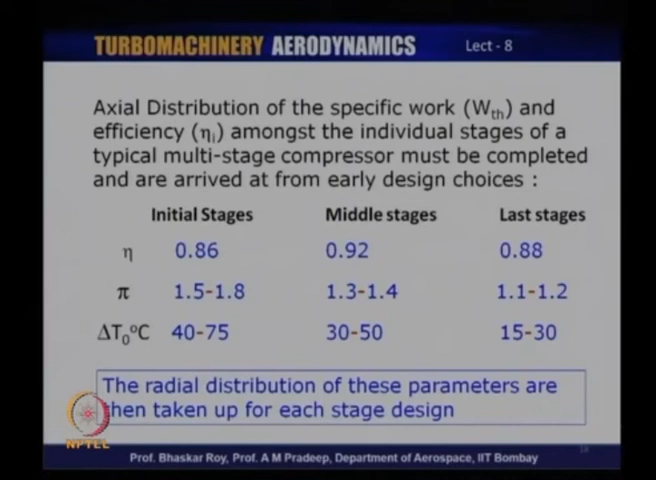 TURBOMACHINERY AERODYNAMICS Lect - 8
Axial Distribution of the specific work (Wth) and
efficiency (ηi) amongst the individual stages of a
typical multi-stage compressor must be completed
and are arrived at from early design choices :
Initial Stages Middle stages Last stages
η 0.86 0.92 0.88
π 1.5-1.8 1.3-1.4 1.1-1.2
ΔT0°C 40-75 30-50 15-30
The radial distribution of these parameters are
then taken up for each stage design
NPTEL
Prof. Bhaskar Roy, Prof. A M Pradeep, Department of Aerospace, IIT Bombay